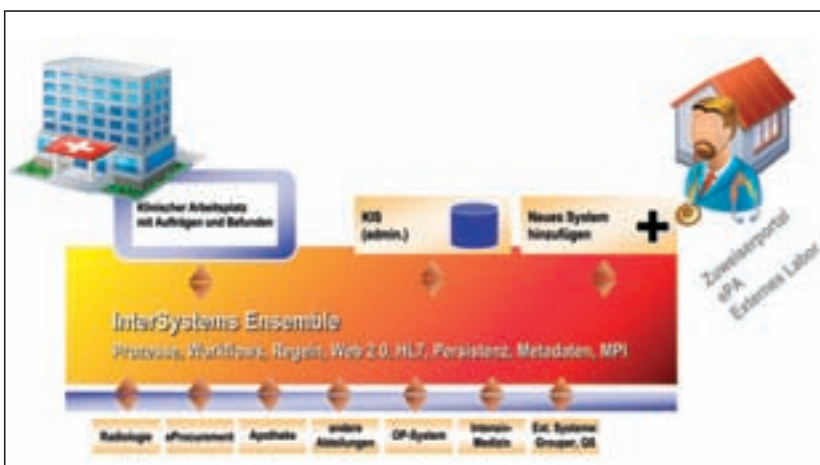 Klinischer Arbeitsplatz
mit Aufträgen und Befunden
KIS
(admin.)
Neues System
hinzufügen
Zuweiserportal
ePA
Externes Labor
InterSystems Ensemble
Prozesse, Workflows, Regeln, Web 2.0, HL7, Persistenz, Metadaten, MPI
Radiologie
eProcurement
Apotheke
andere
Abteilungen
OP-System
Intensiv-
Medizin
Ext. Systeme
Grouper, QS